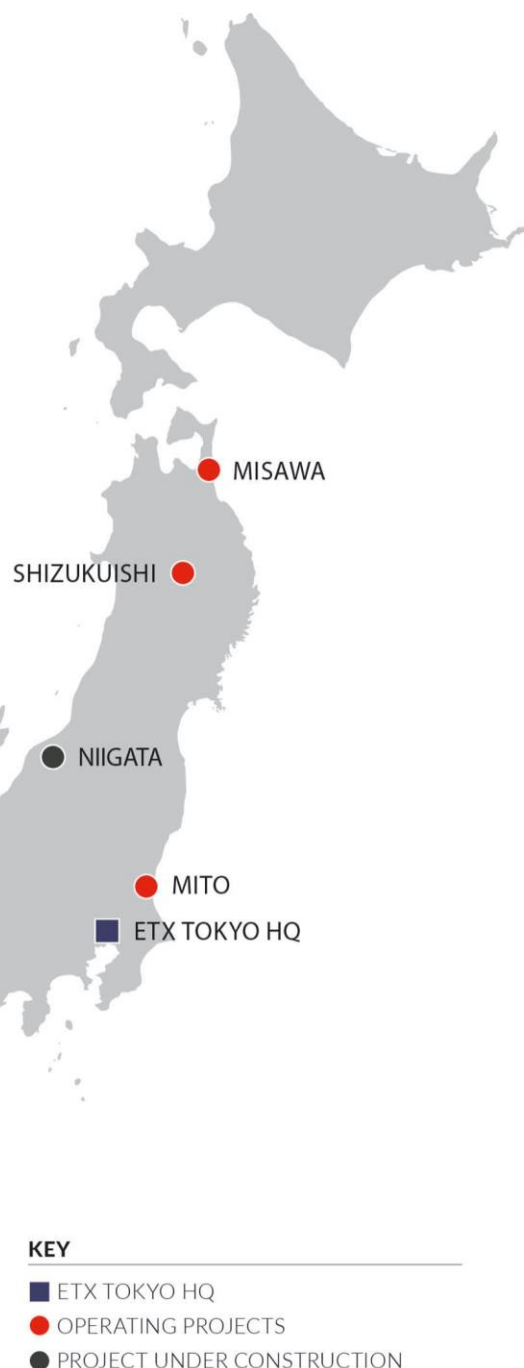 MISAWA
SHIZUKUISHI
NIIGATA
MITO
ETX TOKYO HQ
KEY
ETX TOKYO HQ
OPERATING PROJECTS
PROJECT UNDER CONSTRUCTION